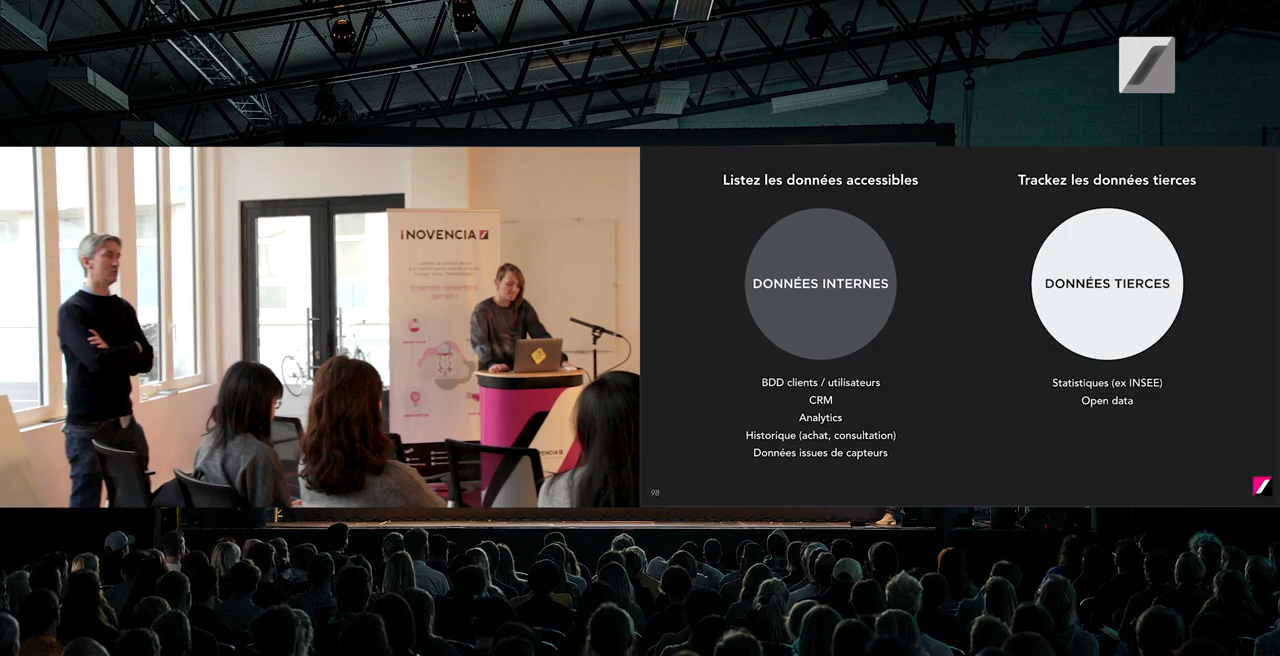 INOVENCIA
Ensemble réinventons
demain !
Listez les données accessibles
DONNÉES INTERNES
BDD clients / utilisateurs
CRM
Analytics
Historique (achat, consultation)
Données issues de capteurs
Trackez les données tierces
DONNÉES TIERCES
Statistiques (ex INSEE)
Open data
98